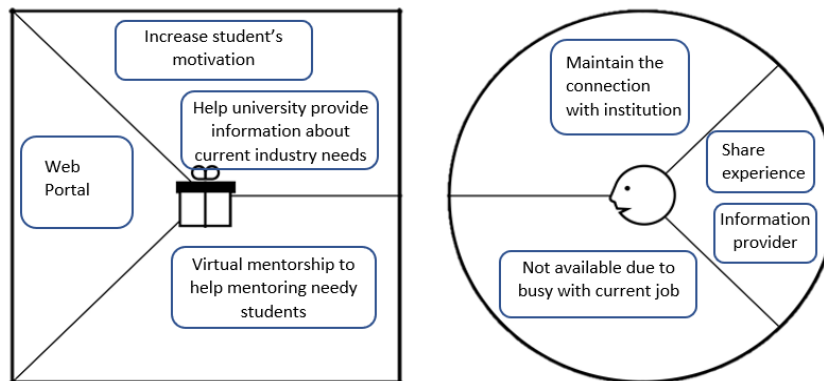 Increase student's
motivation
Help university provide
information about
current industry needs
Web
Portal
Virtual mentorship to
help mentoring needy
students
Maintain the
connection
with institution
Share
experience
Information
provider
Not available due to
busy with current job